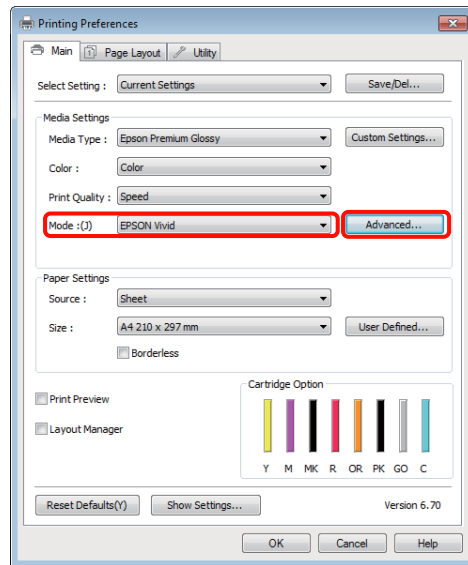 Printing Preferences
Main Page Layout Utility
Select Setting : Current Settings Save/Del...
Media Settings
Media Type : Epson Premium Glossy Custom Settings...
Color : Color
Print Quality : Speed
Mode :(J) EPSON Vivid Advanced...
Paper Settings
Source : Sheet
Size : A4 210 x 297 mm User Defined...
Borderless
Print Preview
Layout Manager
Cartridge Option
Y M MK R OR PK GO C
Reset Defaults(Y) Show Settings... Version 6.70
OK Cancel Help